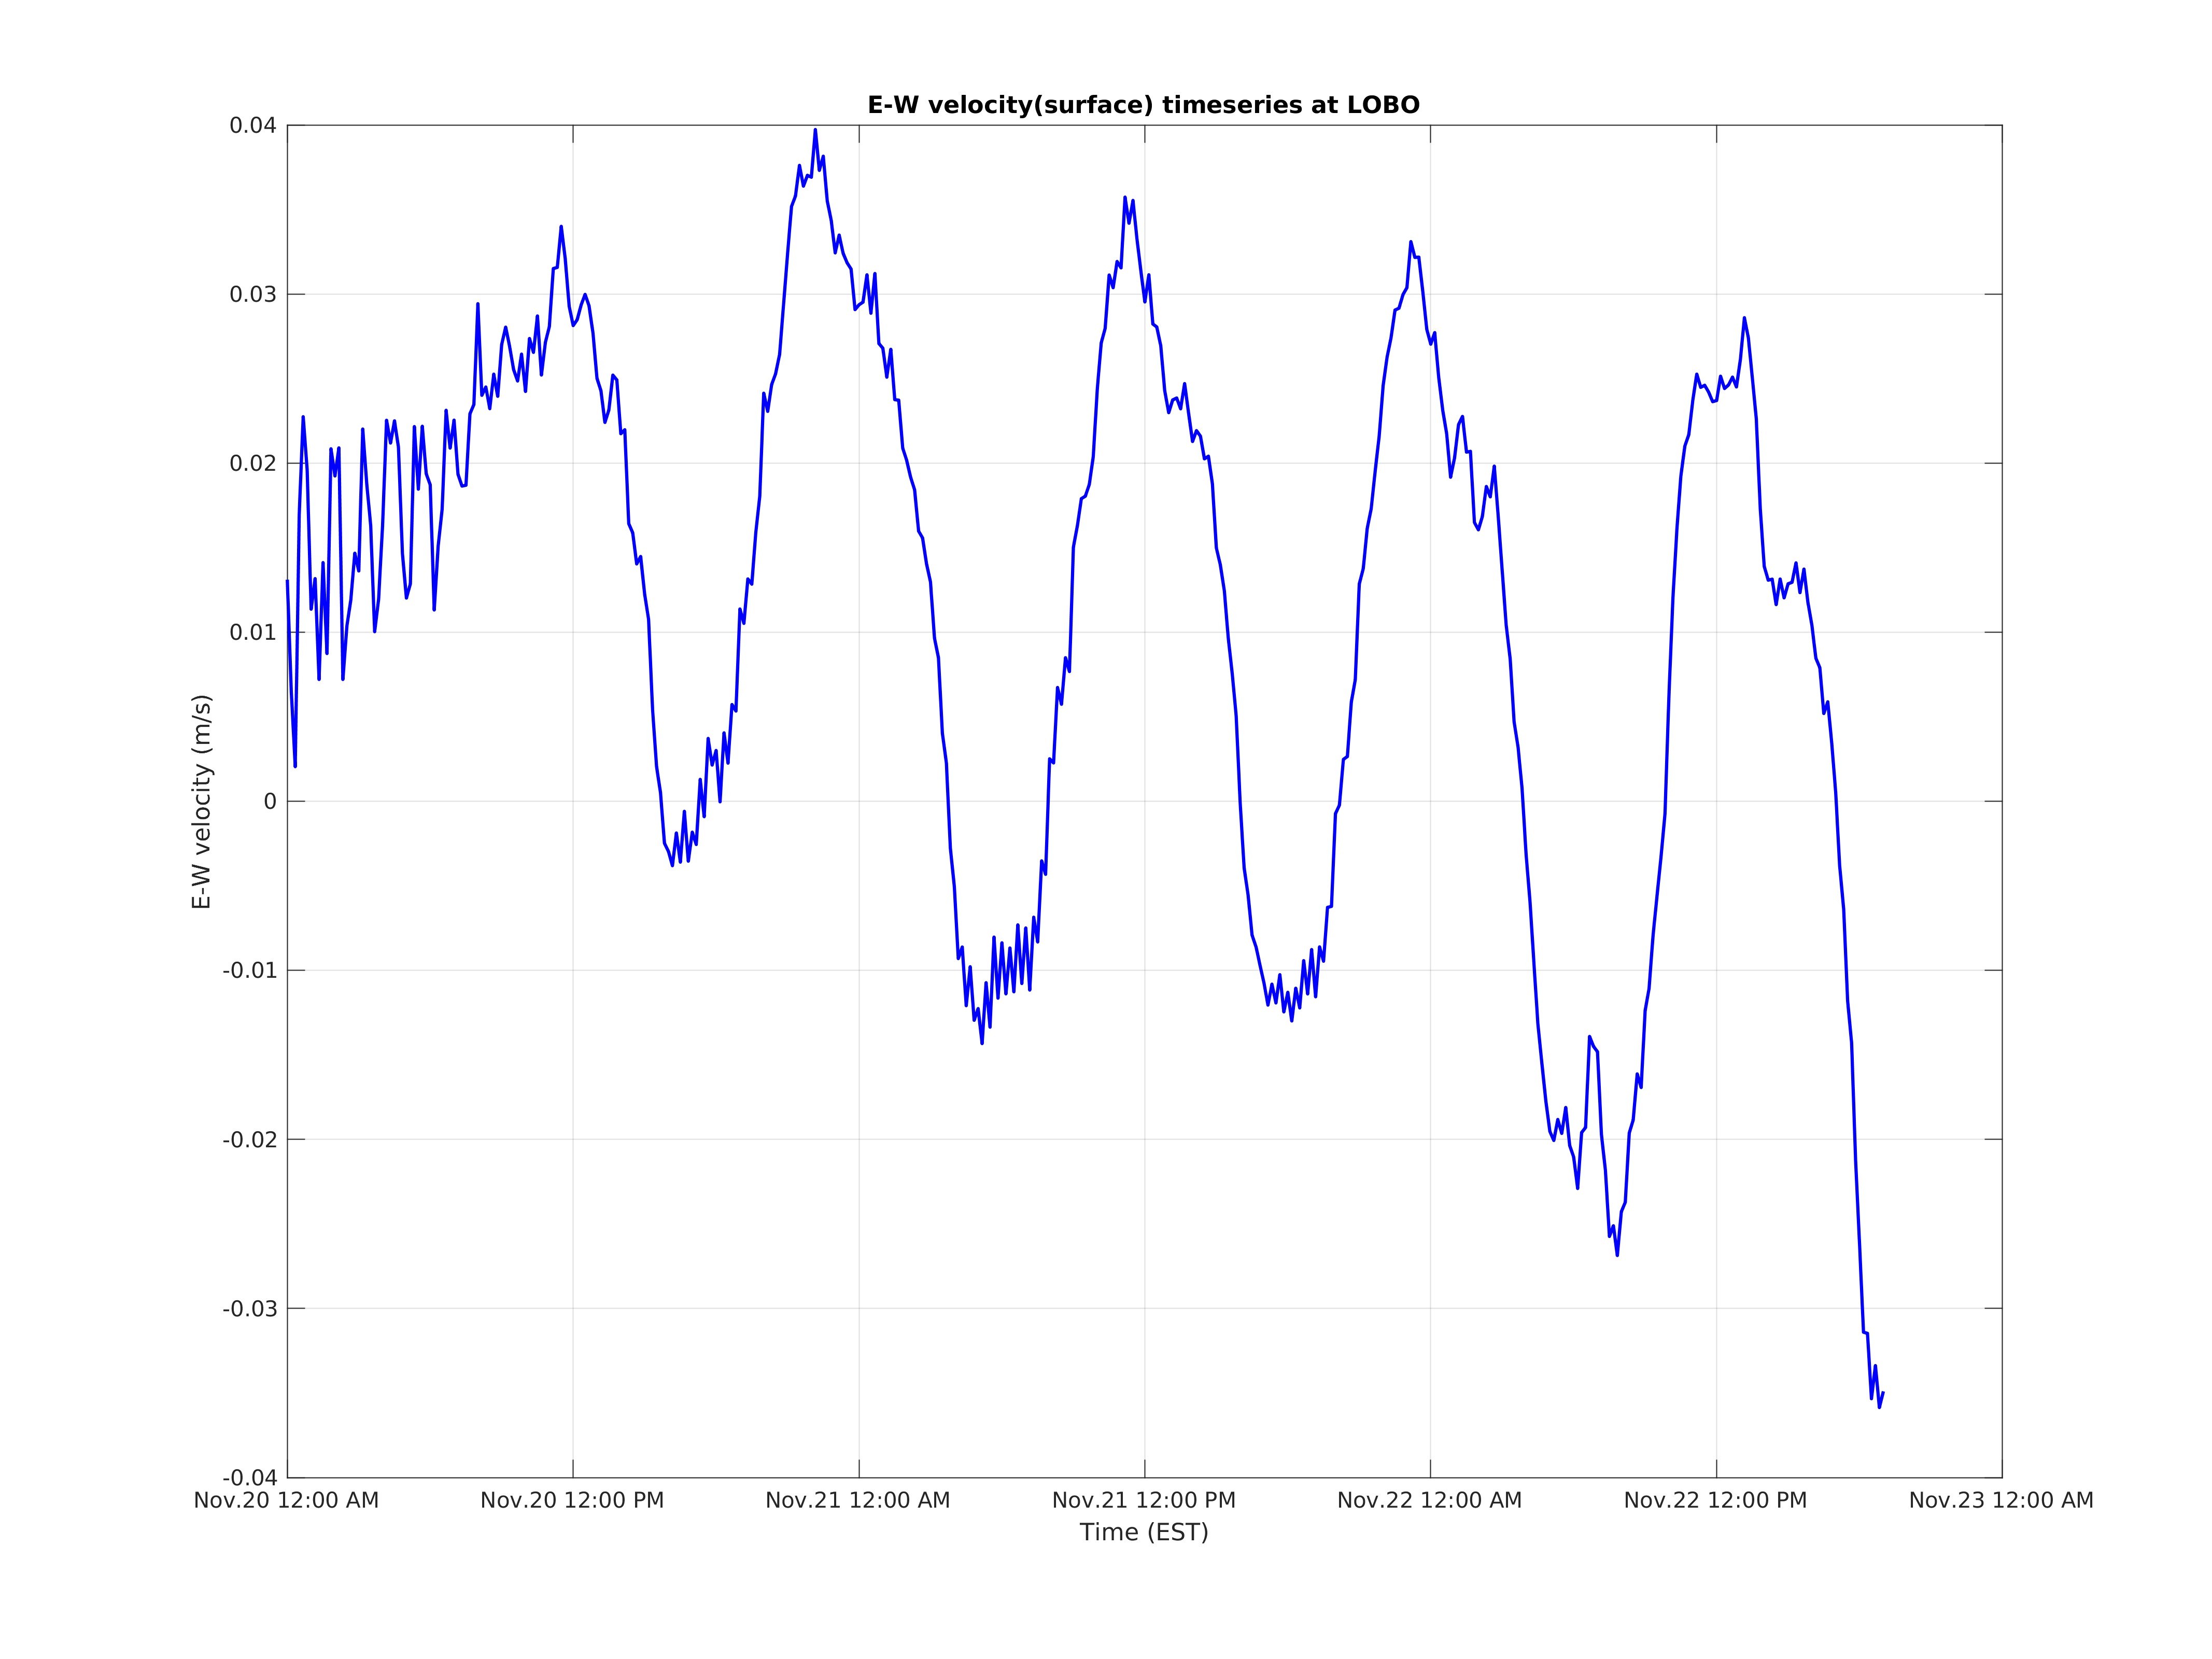 E-W velocity(surface) timeseries at LOBO
0.04
0.03
0.02
0.01
0
-0.01
-0.02
-0.03
-0.04
E-W velocity (m/s)
Nov.20 12:00 AM Nov.20 12:00 PM Nov.21 12:00 AM Nov.21 12:00 PM Nov.22 12:00 AM Nov.22 12:00 PM Nov.23 12:00 AM
Time (EST)